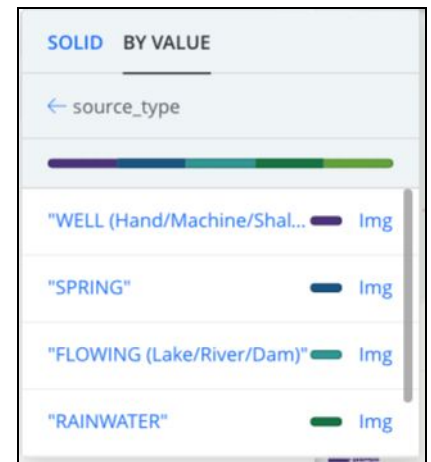 SOLID BY VALUE
← source_type
"WELL (Hand/Machine/Shal... Img
"SPRING" Img
"FLOWING (Lake/River/Dam)" Img
"RAINWATER" Img